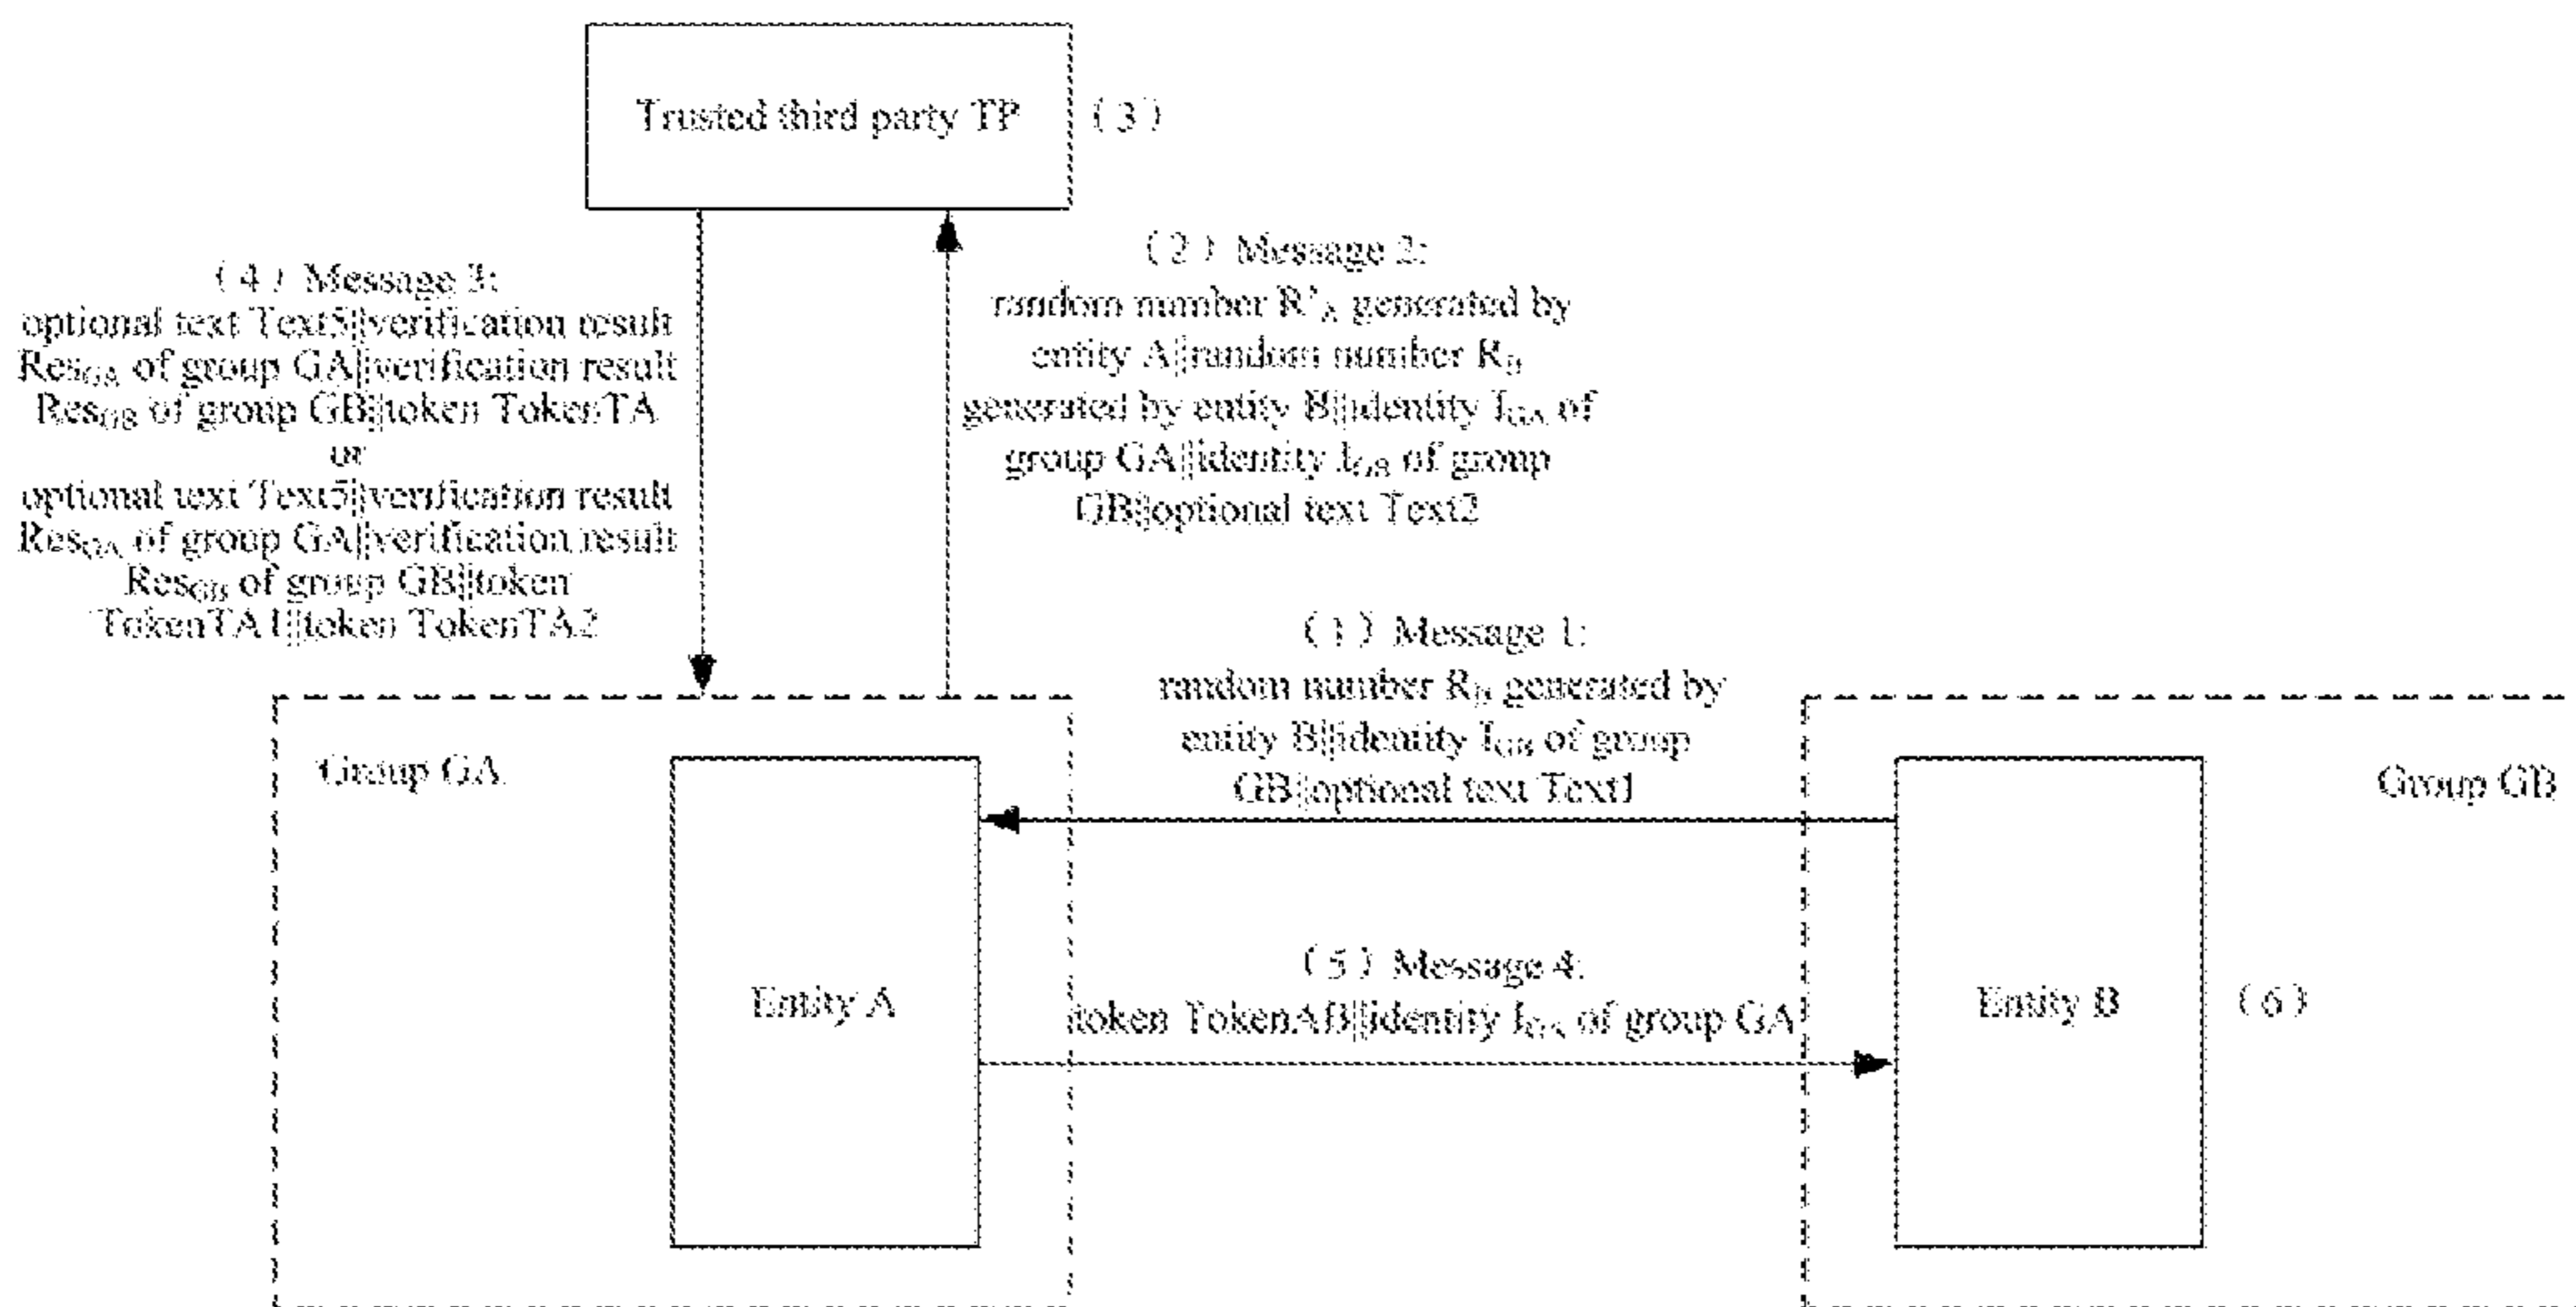 Trusted third party TP
(3)
(4) Message 3:
optional text Text5||verification result
Res_GA of group GA||verification result
Res_GB of group GB||token TokenTA
or
optional text Text5||verification result
Res_GA of group GA||verification result
Res_GB of group GB||token
TokenTA1||token TokenTA2
(2) Message 2:
random number R'_A generated by
entity A||random number R_B
generated by entity B||identity I_GA of
group GA||identity I_GB of group
GB||optional text Text2
(1) Message 1:
random number R_B generated by
entity B||identity I_GB of group
GB||optional text Text1
Group GA
Group GB
Entity A
(5) Message 4:
token TokenAB||identity I_GA of group GA
Entity B
(6)